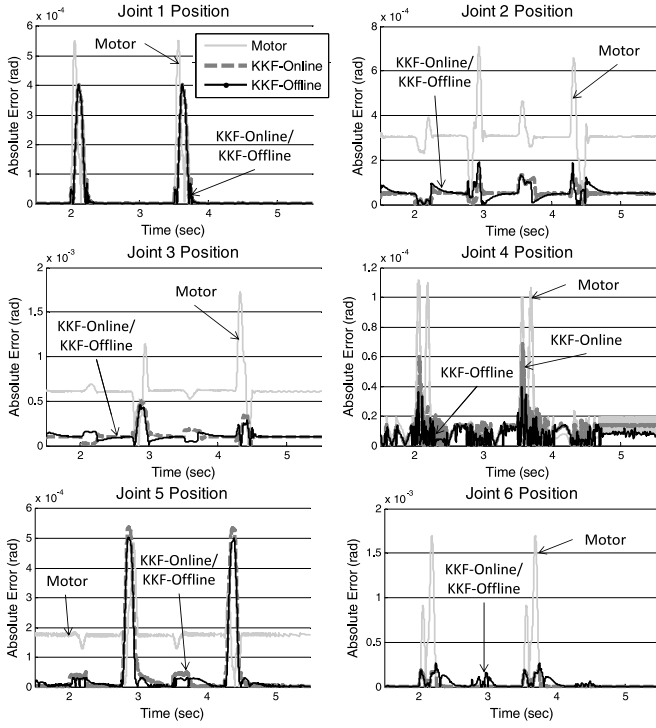 Joint 1 Position
x 10⁻⁴
6
5
4
3
2
1
0
Absolute Error (rad)
2
3
4
5
Time (sec)
Motor
KKF-Online/
KKF-Offline
Motor
KKF-Online
KKF-Offline
Joint 2 Position
x 10⁻⁴
8
6
4
2
0
Absolute Error (rad)
2
3
4
5
Time (sec)
KKF-Online/
KKF-Offline
Motor
Joint 3 Position
x 10⁻³
2
1.5
1
0.5
0
Absolute Error (rad)
2
3
4
5
Time (sec)
Motor
KKF-Online/
KKF-Offline
Joint 4 Position
x 10⁻⁴
1.2
1
0.8
0.6
0.4
0.2
0
Absolute Error (rad)
2
3
4
5
Time (sec)
Motor
KKF-Online
KKF-Offline
Joint 5 Position
x 10⁻⁴
6
5
4
3
2
1
0
Absolute Error (rad)
2
3
4
5
Time (sec)
KKF-Online/
KKF-Offline
Motor
Joint 6 Position
x 10⁻³
2
1.5
1
0.5
0
Absolute Error (rad)
2
3
4
5
Time (sec)
Motor
KKF-Online/
KKF-Offline